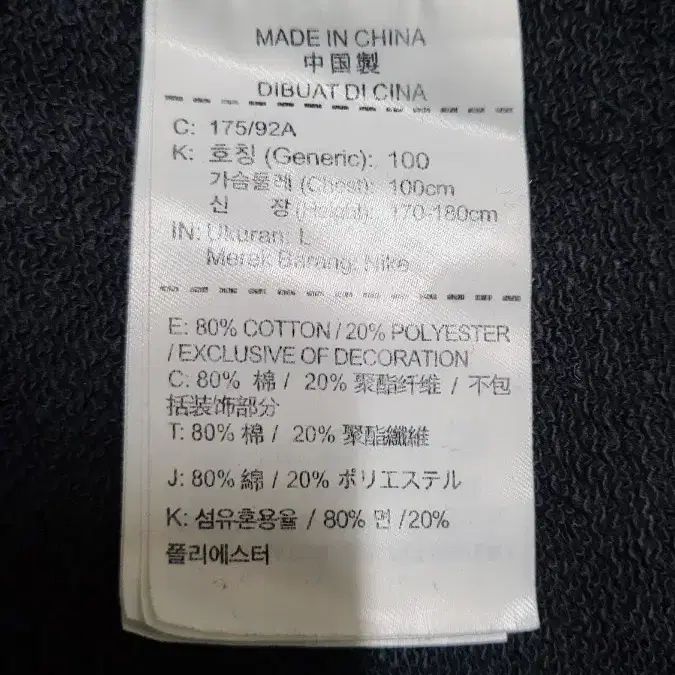 MADE IN CHINA
中国製
DIBUAT DI CINA
C: 175/92A
K: 호칭 (Generic): 100
가슴둘레 (Chest): 100cm
신 장 (Height): 170-180cm
IN: Ukuran: L
Merek Barang: Nike
E: 80% COTTON / 20% POLYESTER
/ EXCLUSIVE OF DECORATION
C: 80% 棉 / 20% 聚酯纤维 / 不包
括装饰部分
T: 80% 棉 / 20% 聚酯纖維
J: 80% 綿 / 20% ポリエステル
K: 섬유혼용율 / 80% 면 /20%
폴리에스터